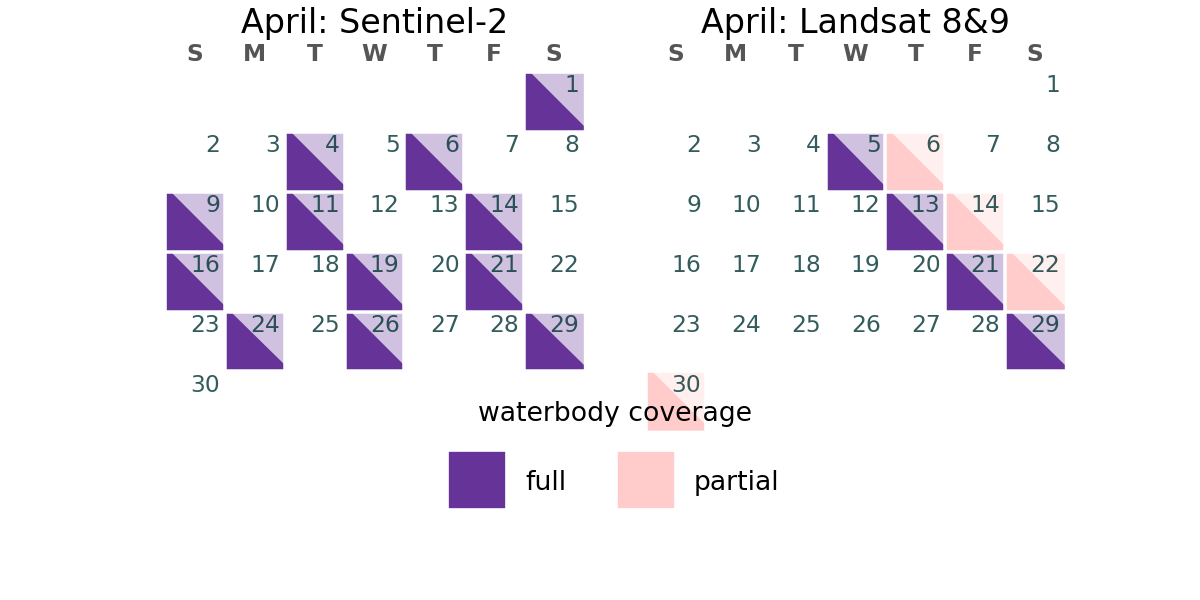 April: Sentinel-2
S M T W T F S
1
2 3 4 5 6 7 8
9 10 11 12 13 14 15
16 17 18 19 20 21 22
23 24 25 26 27 28 29
30
April: Landsat 8&9
S M T W T F S
1
2 3 4 5 6 7 8
9 10 11 12 13 14 15
16 17 18 19 20 21 22
23 24 25 26 27 28 29
30
waterbody coverage
full partial